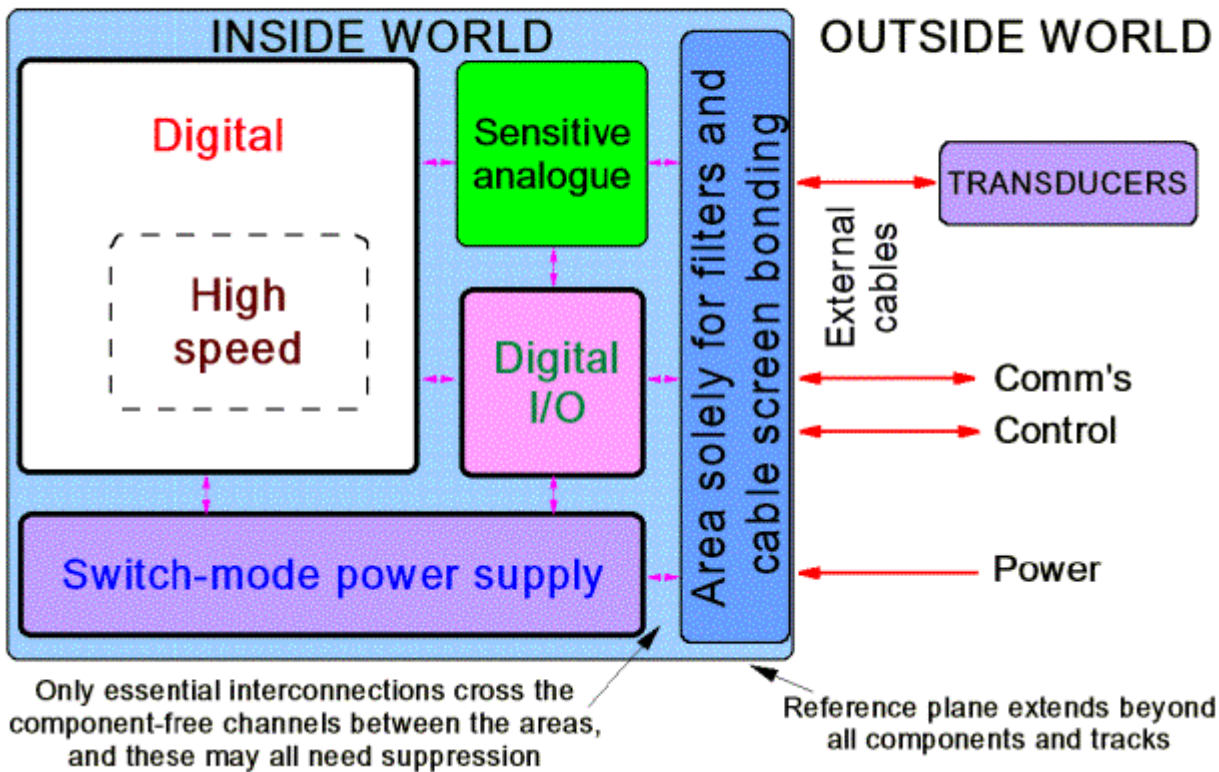 INSIDE WORLD
OUTSIDE WORLD
Digital
High
speed
Sensitive
analogue
Digital
I/O
Switch-mode power supply
Area solely for filters and
cable screen bonding
External
cables
TRANSDUCERS
Comm's
Control
Power
Only essential interconnections cross the
component-free channels between the areas,
and these may all need suppression
Reference plane extends beyond
all components and tracks